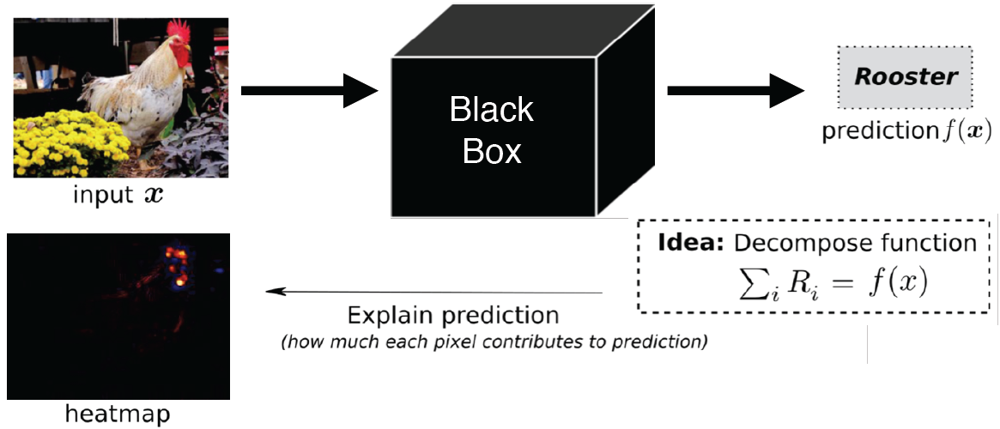 Black
Box
Rooster
prediction f(x)
input x
Idea: Decompose function
∑ᵢ Rᵢ = f(x)
Explain prediction
(how much each pixel contributes to prediction)
heatmap